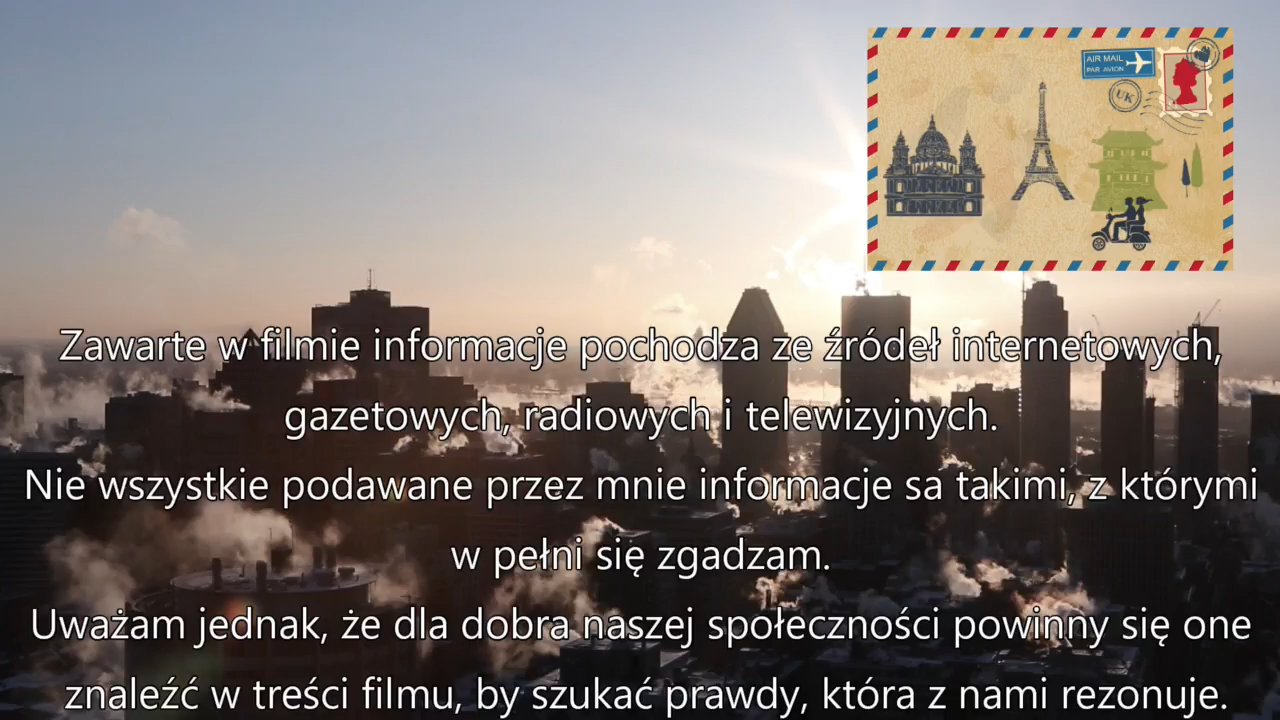 AIR MAIL
PAR AVION
UK
Zawarte w filmie informacje pochodza ze źródeł internetowych,
gazetowych, radiowych i telewizyjnych.
Nie wszystkie podawane przez mnie informacje sa takimi, z którymi
w pełni się zgadzam.
Uważam jednak, że dla dobra naszej społeczności powinny się one
znaleźć w treści filmu, by szukać prawdy, która z nami rezonuje.